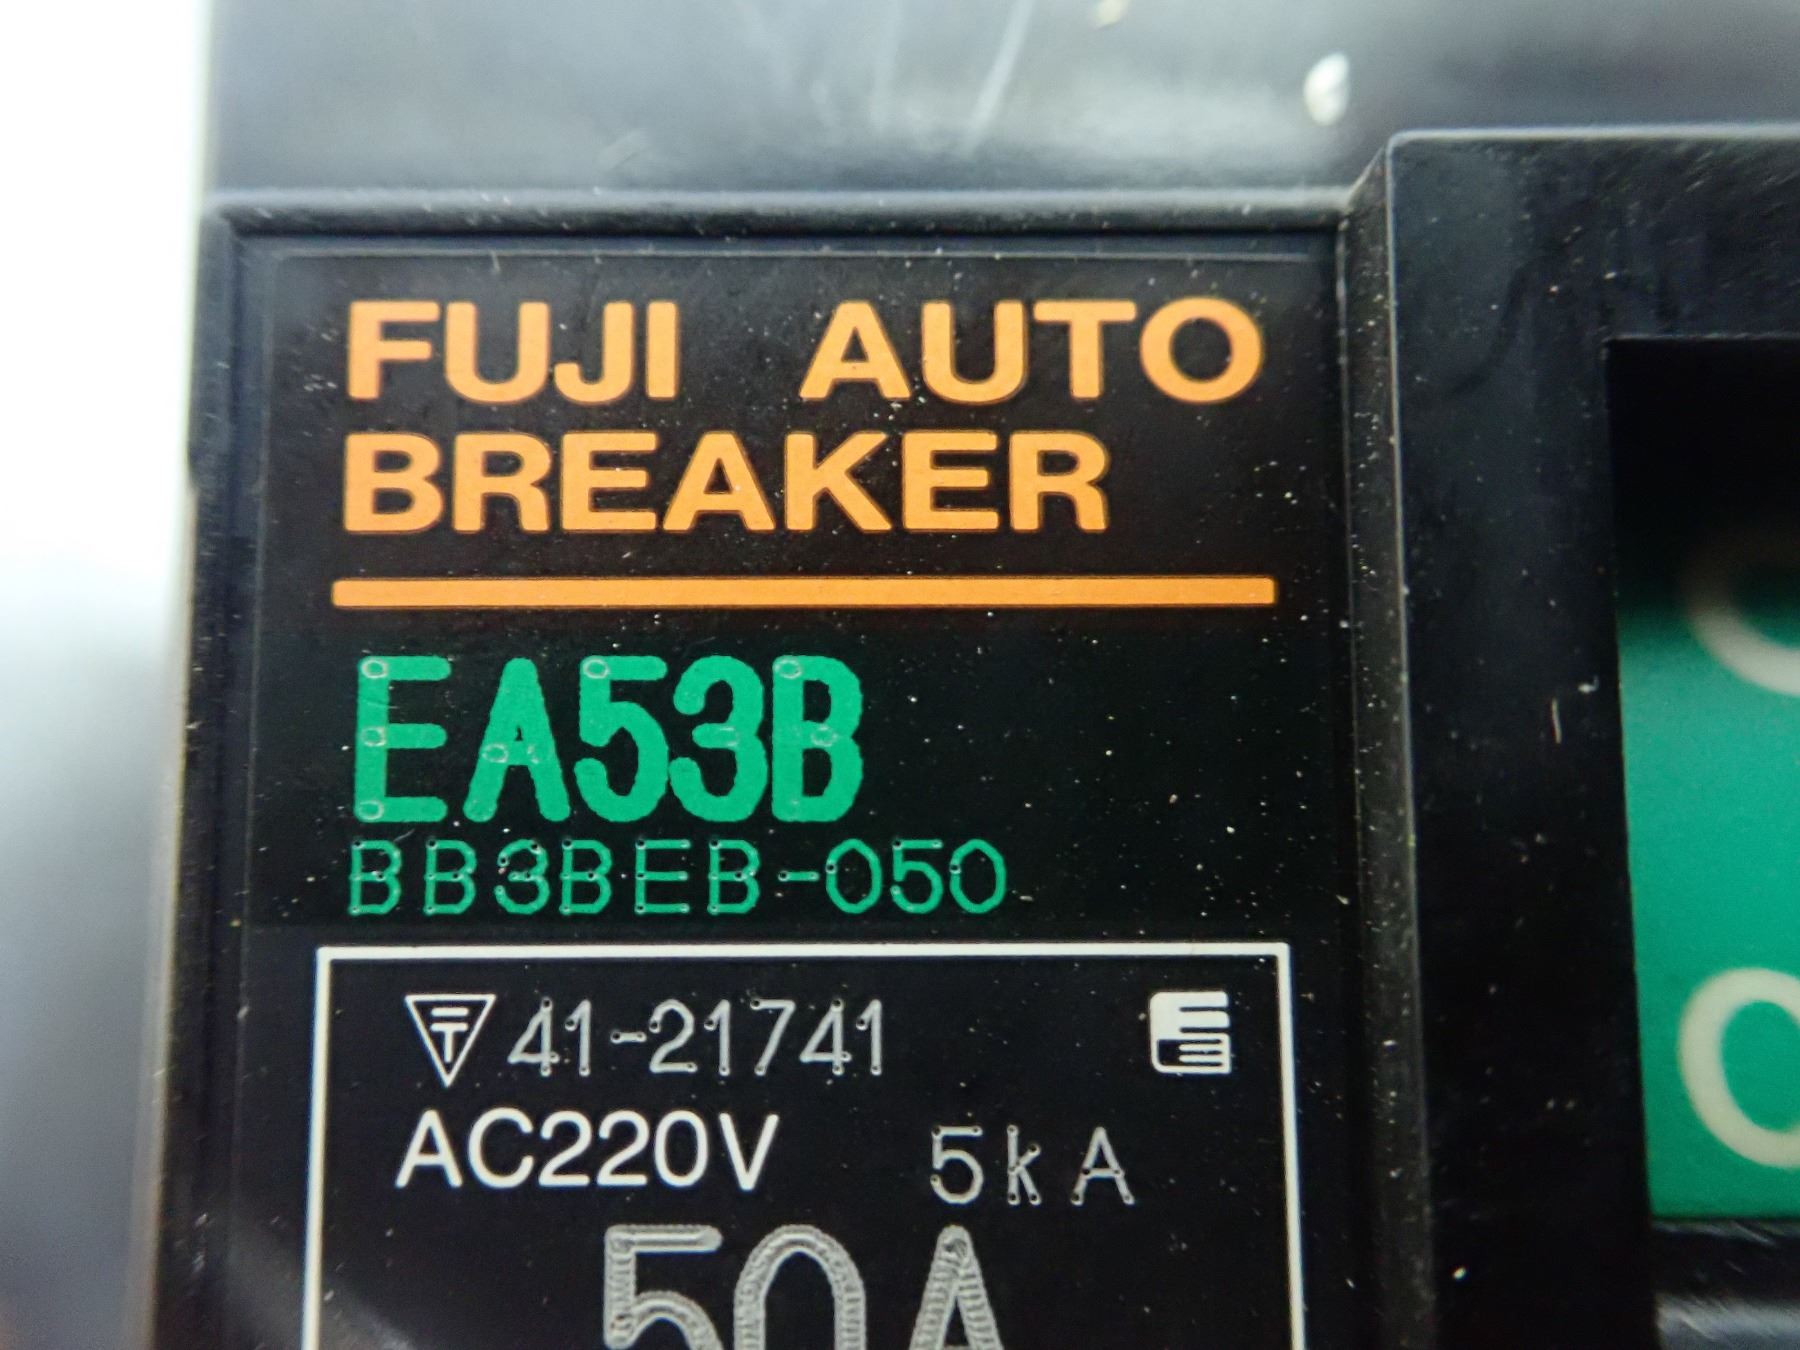 FUJI AUTO
BREAKER
EA53B
BB3BEB-050
41-21741
AC220V 5kA
50A